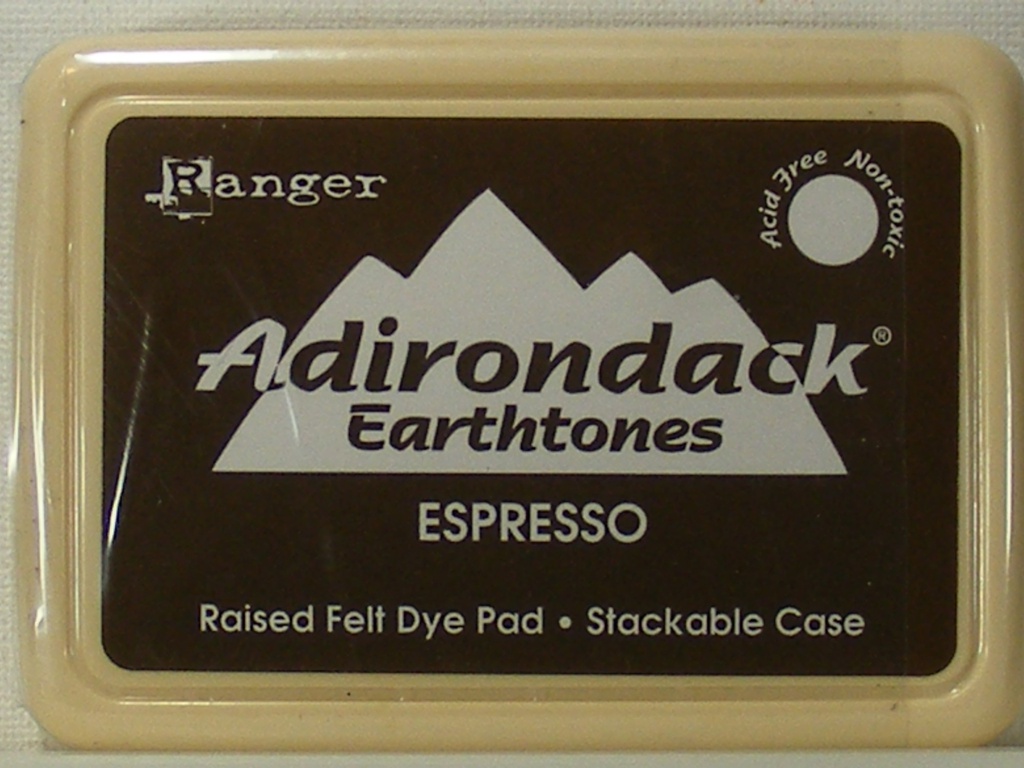 Ranger
Acid Free Non-toxic
Adirondack®
Earthtones
ESPRESSO
Raised Felt Dye Pad • Stackable Case